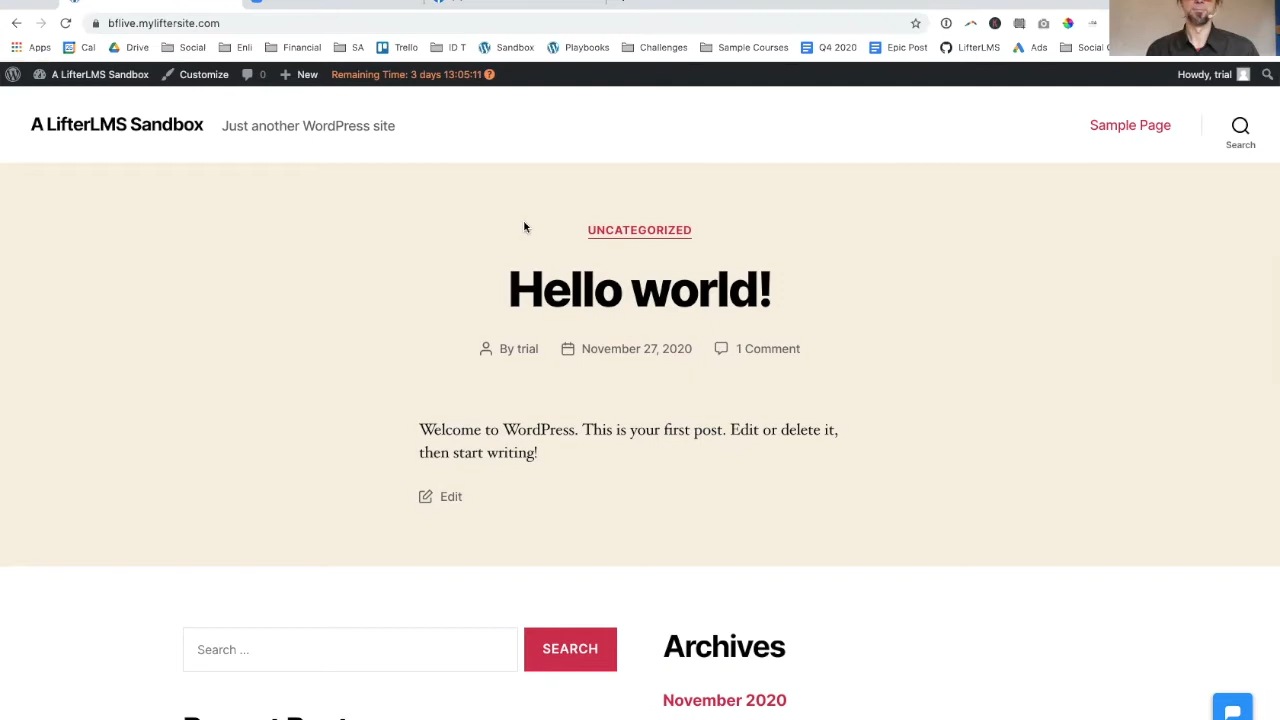 bflive.myliftersite.com
Apps Cal Drive Social Enli Financial SA Trello ID T Sandbox Playbooks Challenges Sample Courses Q4 2020 Epic Post LifterLMS Ads Social
A LifterLMS Sandbox Customize 0 New Remaining Time: 3 days 13:05:11 ? Howdy, trial
A LifterLMS Sandbox Just another WordPress site Sample Page
Search
UNCATEGORIZED
Hello world!
By trial November 27, 2020 1 Comment
Welcome to WordPress. This is your first post. Edit or delete it,
then start writing!
Edit
Search ... SEARCH Archives
November 2020